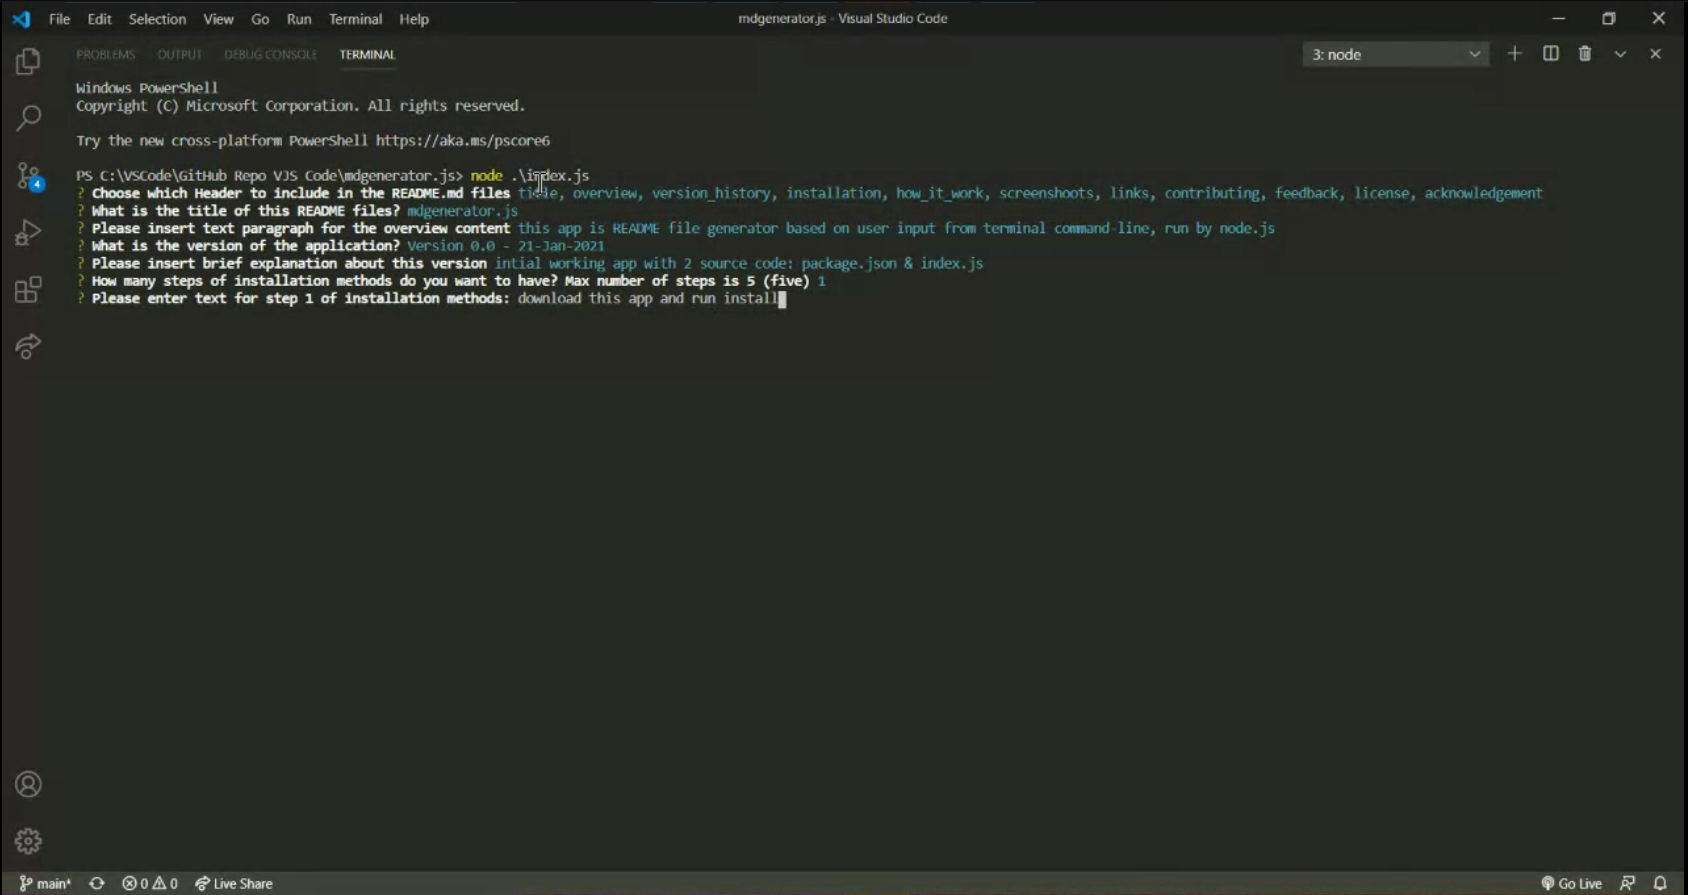 File Edit Selection View Go Run Terminal Help
mdgenerator.js - Visual Studio Code
PROBLEMS OUTPUT DEBUG CONSOLE TERMINAL
3: node
Windows PowerShell
Copyright (C) Microsoft Corporation. All rights reserved.
Try the new cross-platform PowerShell https://aka.ms/pscore6
PS C:\VSCode\GitHub Repo VJS Code\mdgenerator.js> node .\index.js
? Choose which Header to include in the README.md files title, overview, version_history, installation, how_it_work, screenshoots, links, contributing, feedback, license, acknowledgement
? What is the title of this README files? mdgenerator.js
? Please insert text paragraph for the overview content this app is README file generator based on user input from terminal command-line, run by node.js
? What is the version of the application? Version 0.0 - 21-Jan-2021
? Please insert brief explanation about this version intial working app with 2 source code: package.json & index.js
? How many steps of installation methods do you want to have? Max number of steps is 5 (five) 1
? Please enter text for step 1 of installation methods: download this app and run install
4
main* 0 0 Live Share
Go Live